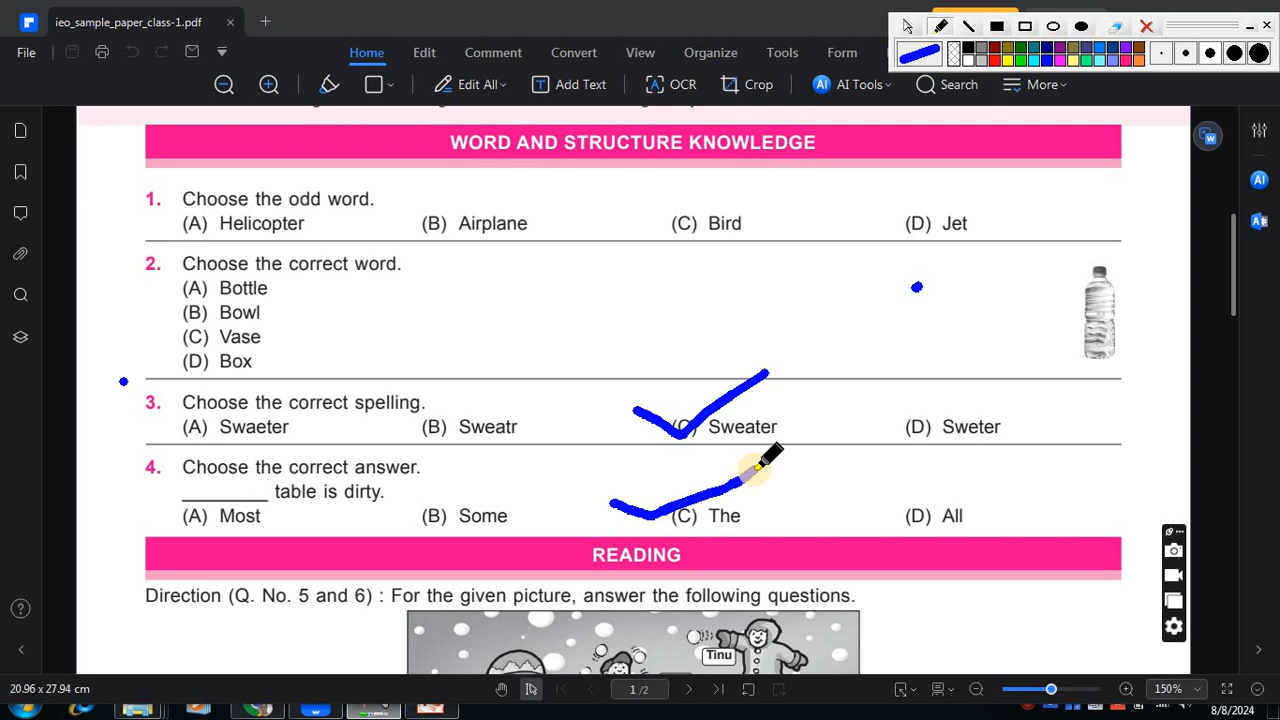 ieo_sample_paper_class-1.pdf
File
Home
Edit
Comment
Convert
View
Organize
Tools
Form
Edit All
Add Text
OCR
Crop
AI Tools
Search
More
WORD AND STRUCTURE KNOWLEDGE
1. Choose the odd word.
(A) Helicopter (B) Airplane (C) Bird (D) Jet
2. Choose the correct word.
(A) Bottle
(B) Bowl
(C) Vase
(D) Box
3. Choose the correct spelling.
(A) Swaeter (B) Sweatr (C) Sweater (D) Sweter
4. Choose the correct answer.
________ table is dirty.
(A) Most (B) Some (C) The (D) All
READING
Direction (Q. No. 5 and 6) : For the given picture, answer the following questions.
Tinu
20.96 x 27.94 cm
1/2
150%
8/8/2024